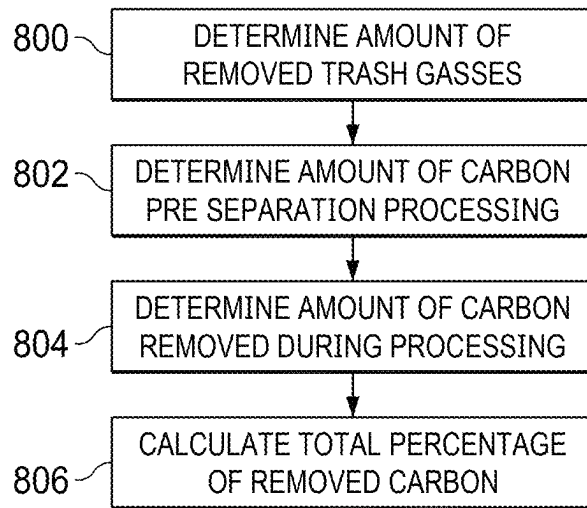 800
DETERMINE AMOUNT OF
REMOVED TRASH GASSES
802
DETERMINE AMOUNT OF CARBON
PRE SEPARATION PROCESSING
804
DETERMINE AMOUNT OF CARBON
REMOVED DURING PROCESSING
806
CALCULATE TOTAL PERCENTAGE
OF REMOVED CARBON